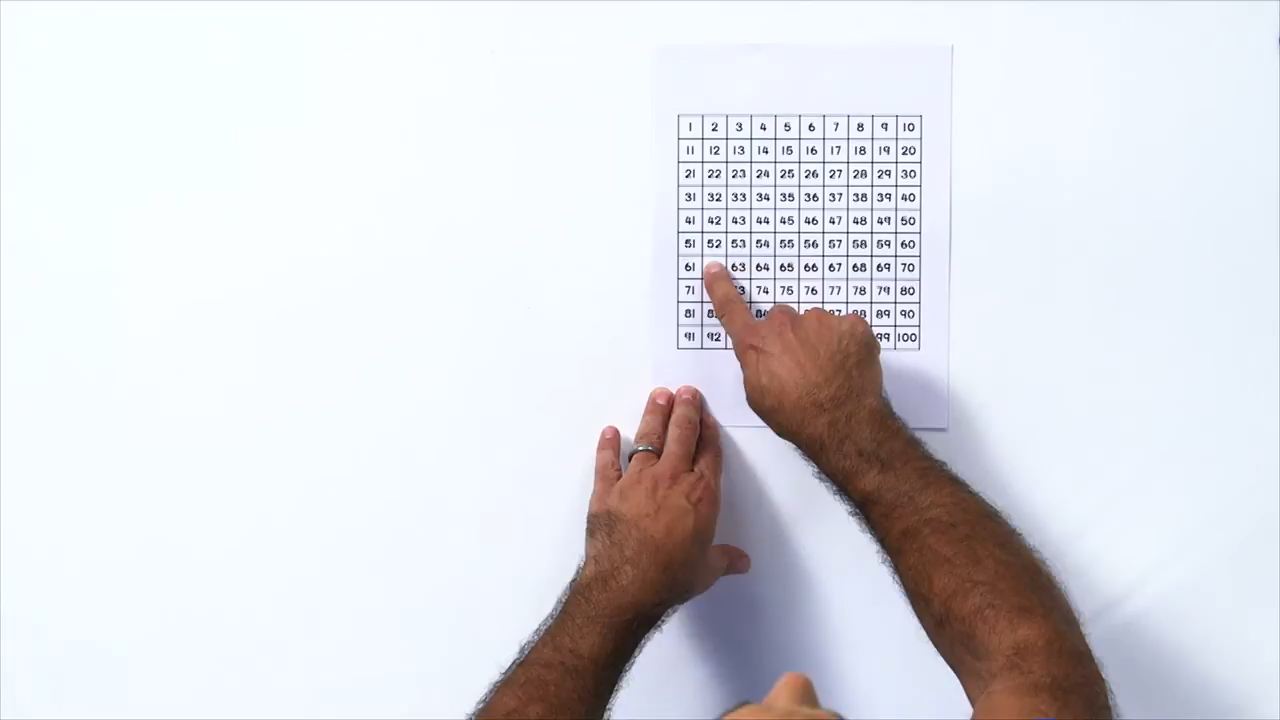 1 2 3 4 5 6 7 8 9 10
11 12 13 14 15 16 17 18 19 20
21 22 23 24 25 26 27 28 29 30
31 32 33 34 35 36 37 38 39 40
41 42 43 44 45 46 47 48 49 50
51 52 53 54 55 56 57 58 59 60
61 63 64 65 66 67 68 69 70
71 74 75 76 77 78 79 80
81 89 90
91 92 100